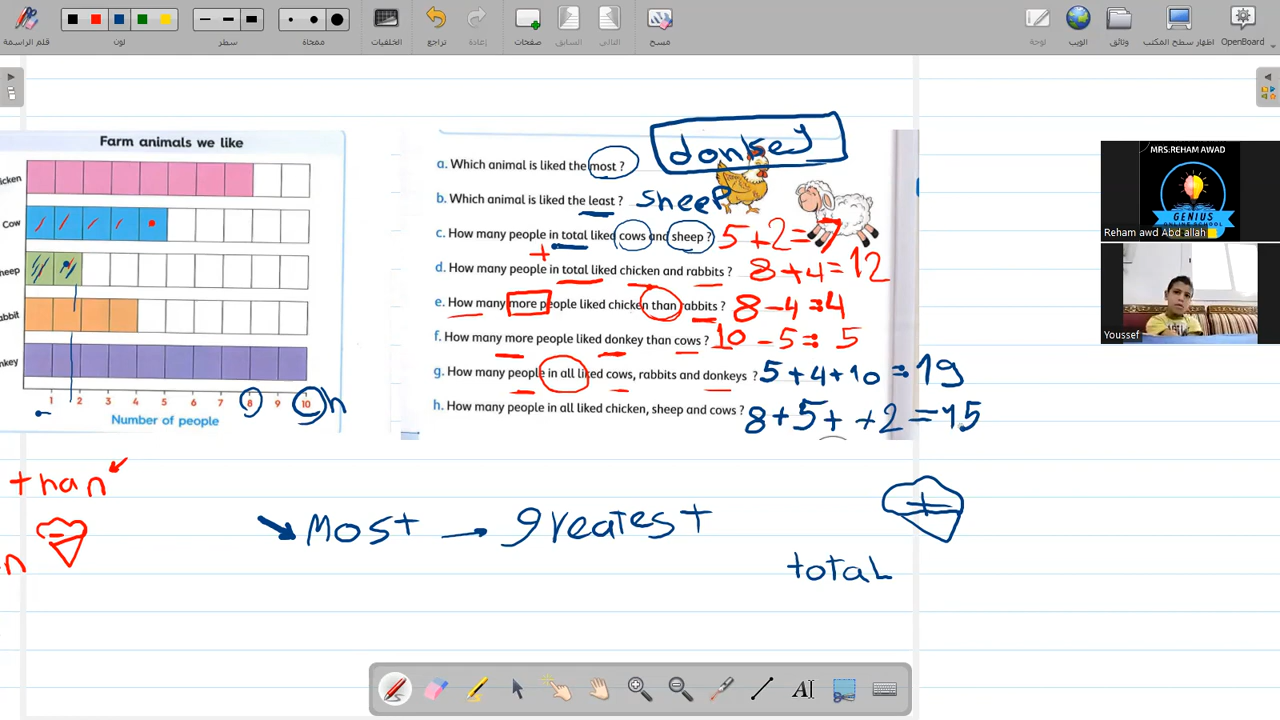 قلم الراسمة
لون
سطر
ممحاة
الخلفيات
تراجع
إعادة
صفحات
السابق
التالي
مسح
لوحة
الويب
وثائق
اظهار سطح المكتب
OpenBoard
Farm animals we like
icken
Cow
heep
abbit
nkey
1 2 3 4 5 6 7 8 9 10 h
Number of people
donkey
a. Which animal is liked the most ?
b. Which animal is liked the least ? sheep
c. How many people in total liked cows and sheep ? 5+2=7
+
d. How many people in total liked chicken and rabbits ? 8+4=12
e. How many more people liked chicken than rabbits ? 8-4=4
f. How many more people liked donkey than cows ? 10-5=5
g. How many people in all liked cows, rabbits and donkeys ? 5+4+10=19
h. How many people in all liked chicken, sheep and cows ? 8+5++2=15
MRS.REHAM AWAD
GENIUS
Reham awd Abd allah
Youssef
than
n
Most → greatest
total